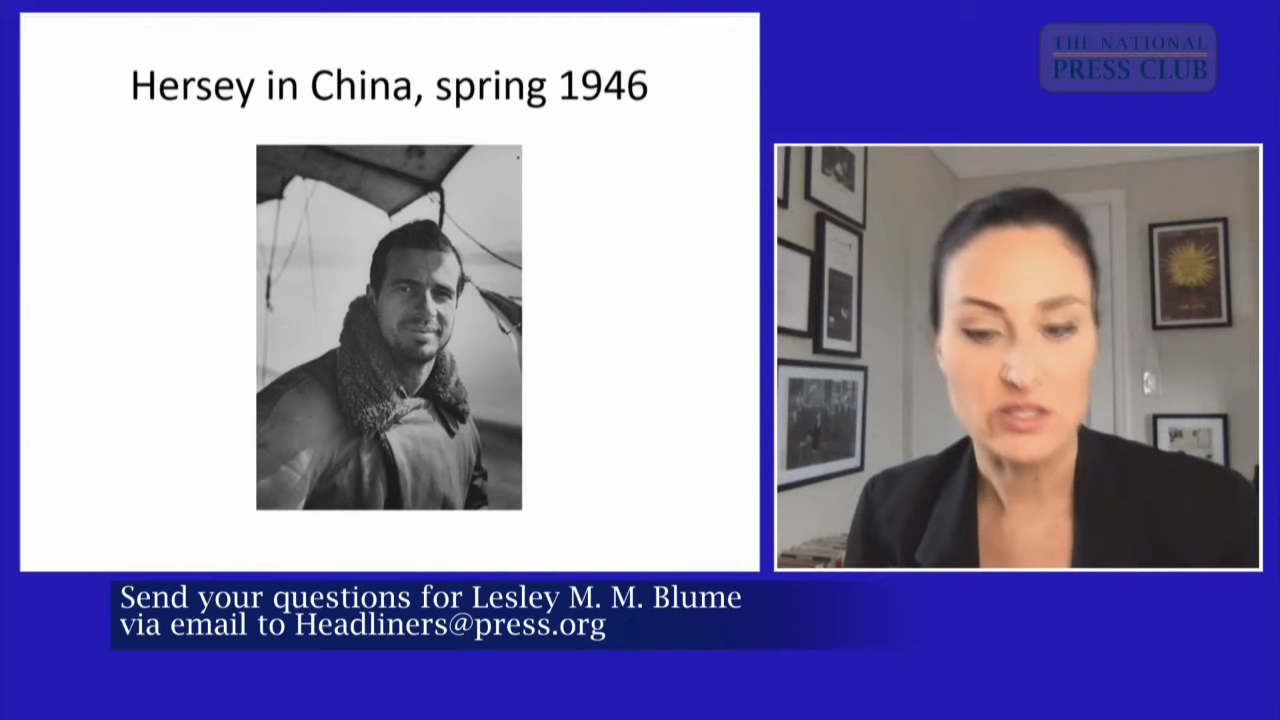 Hersey in China, spring 1946
THE NATIONAL
PRESS CLUB
Send your questions for Lesley M. M. Blume
via email to Headliners@press.org